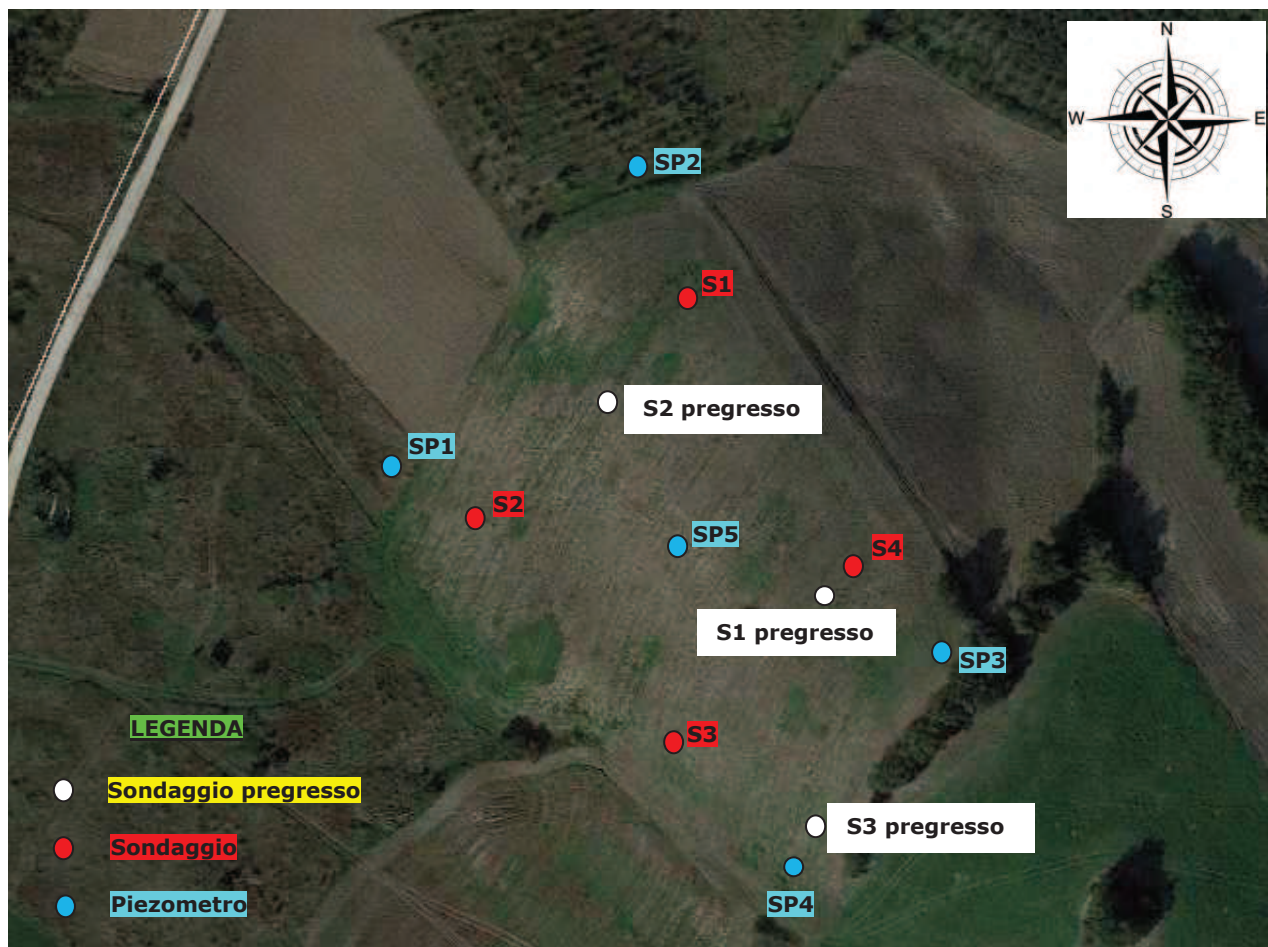 N
W
E
S
SP2
S1
S2 pregresso
SP1
S2
SP5
S4
S1 pregresso
SP3
LEGENDA
S3
Sondaggio pregresso
S3 pregresso
Sondaggio
SP4
Piezometro